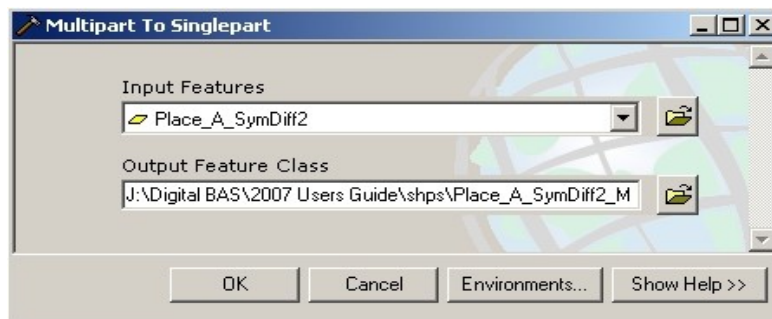 Multipart To Singlepart
Input Features
Place_A_SymDiff2
Output Feature Class
J:\Digital BAS\2007 Users Guide\shps\Place_A_SymDiff2_M
OK Cancel Environments... Show Help >>